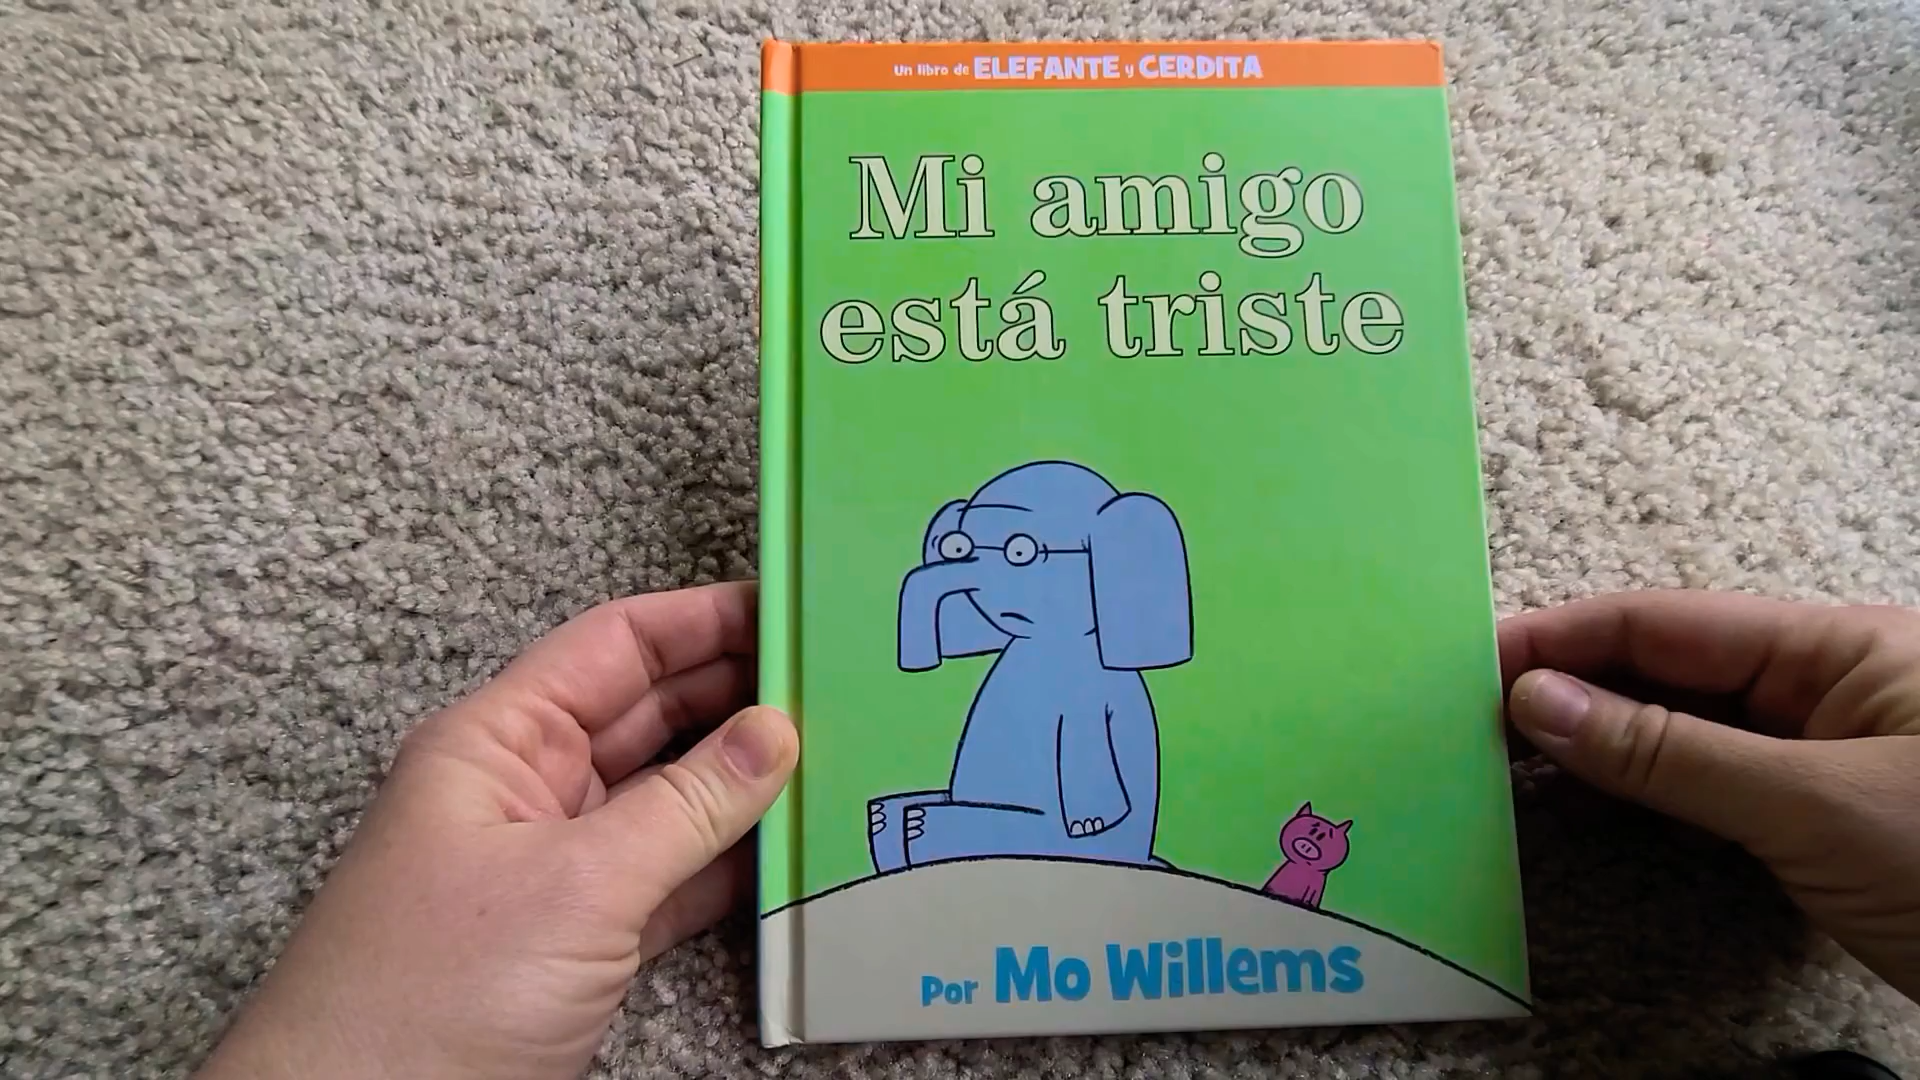 Un libro de ELEFANTE y CERDITA
Mi amigo
está triste
Por Mo Willems